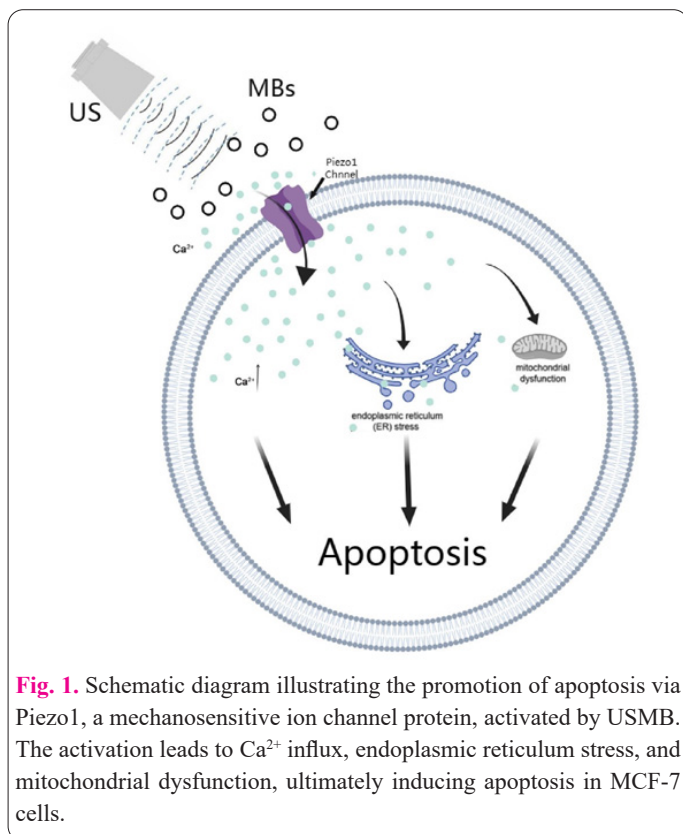 MBs
US
Piezo1
Chnnel
Ca²⁺
Ca²⁺
mitochondrial
dysfunction
endoplasmic reticulum
(ER) stress
Apoptosis
Fig. 1. Schematic diagram illustrating the promotion of apoptosis via
Piezo1, a mechanosensitive ion channel protein, activated by USMB.
The activation leads to Ca²⁺ influx, endoplasmic reticulum stress, and
mitochondrial dysfunction, ultimately inducing apoptosis in MCF-7
cells.